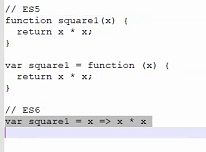 // ES5
function square1(x) {
  return x * x;
}
var square1 = function (x) {
  return x * x;
}
// ES6
var square1 = x => x * x